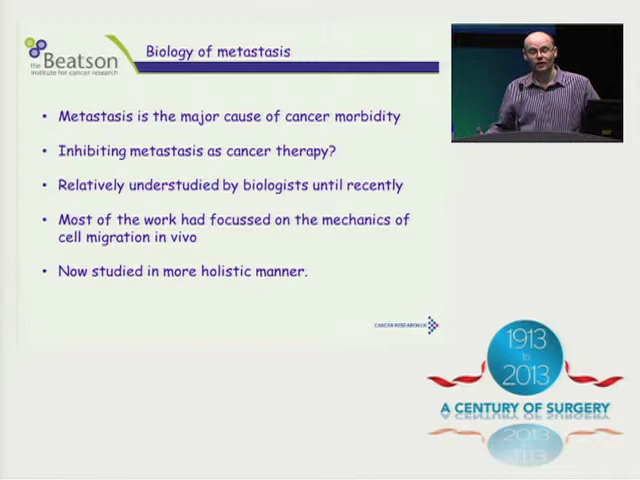 the Beatson
institute for cancer research
Biology of metastasis
• Metastasis is the major cause of cancer morbidity
• Inhibiting metastasis as cancer therapy?
• Relatively understudied by biologists until recently
• Most of the work had focussed on the mechanics of
cell migration in vivo
• Now studied in more holistic manner.
CANCER RESEARCH UK
1913
to
2013
A CENTURY OF SURGERY